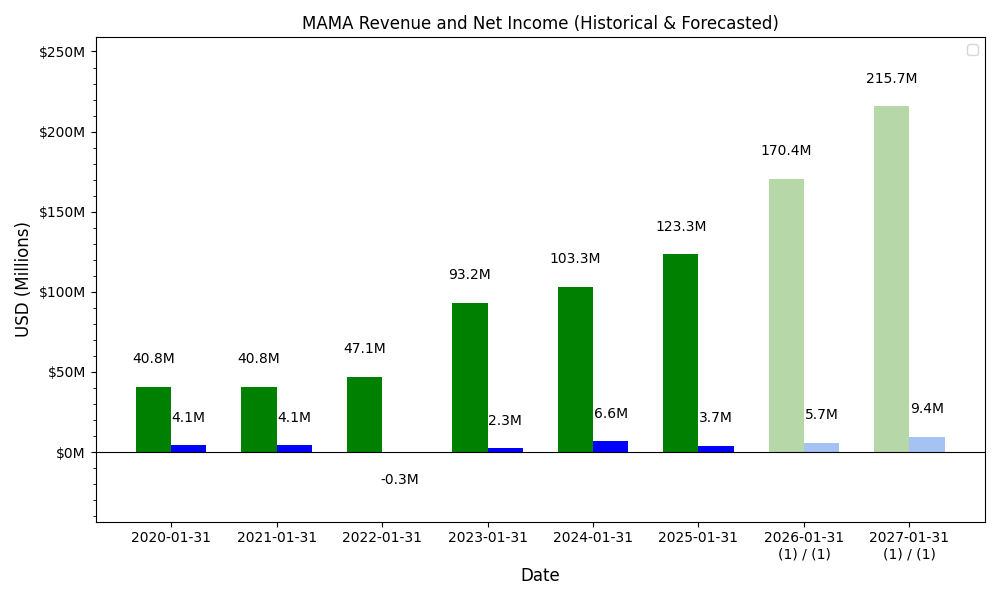 MAMA Revenue and Net Income (Historical & Forecasted)
USD (Millions)
$250M
$200M
$150M
$100M
$50M
$0M
40.8M
4.1M
40.8M
4.1M
47.1M
-0.3M
93.2M
2.3M
103.3M
6.6M
123.3M
3.7M
170.4M
5.7M
215.7M
9.4M
2020-01-31
2021-01-31
2022-01-31
2023-01-31
2024-01-31
2025-01-31
2026-01-31
(1) / (1)
2027-01-31
(1) / (1)
Date